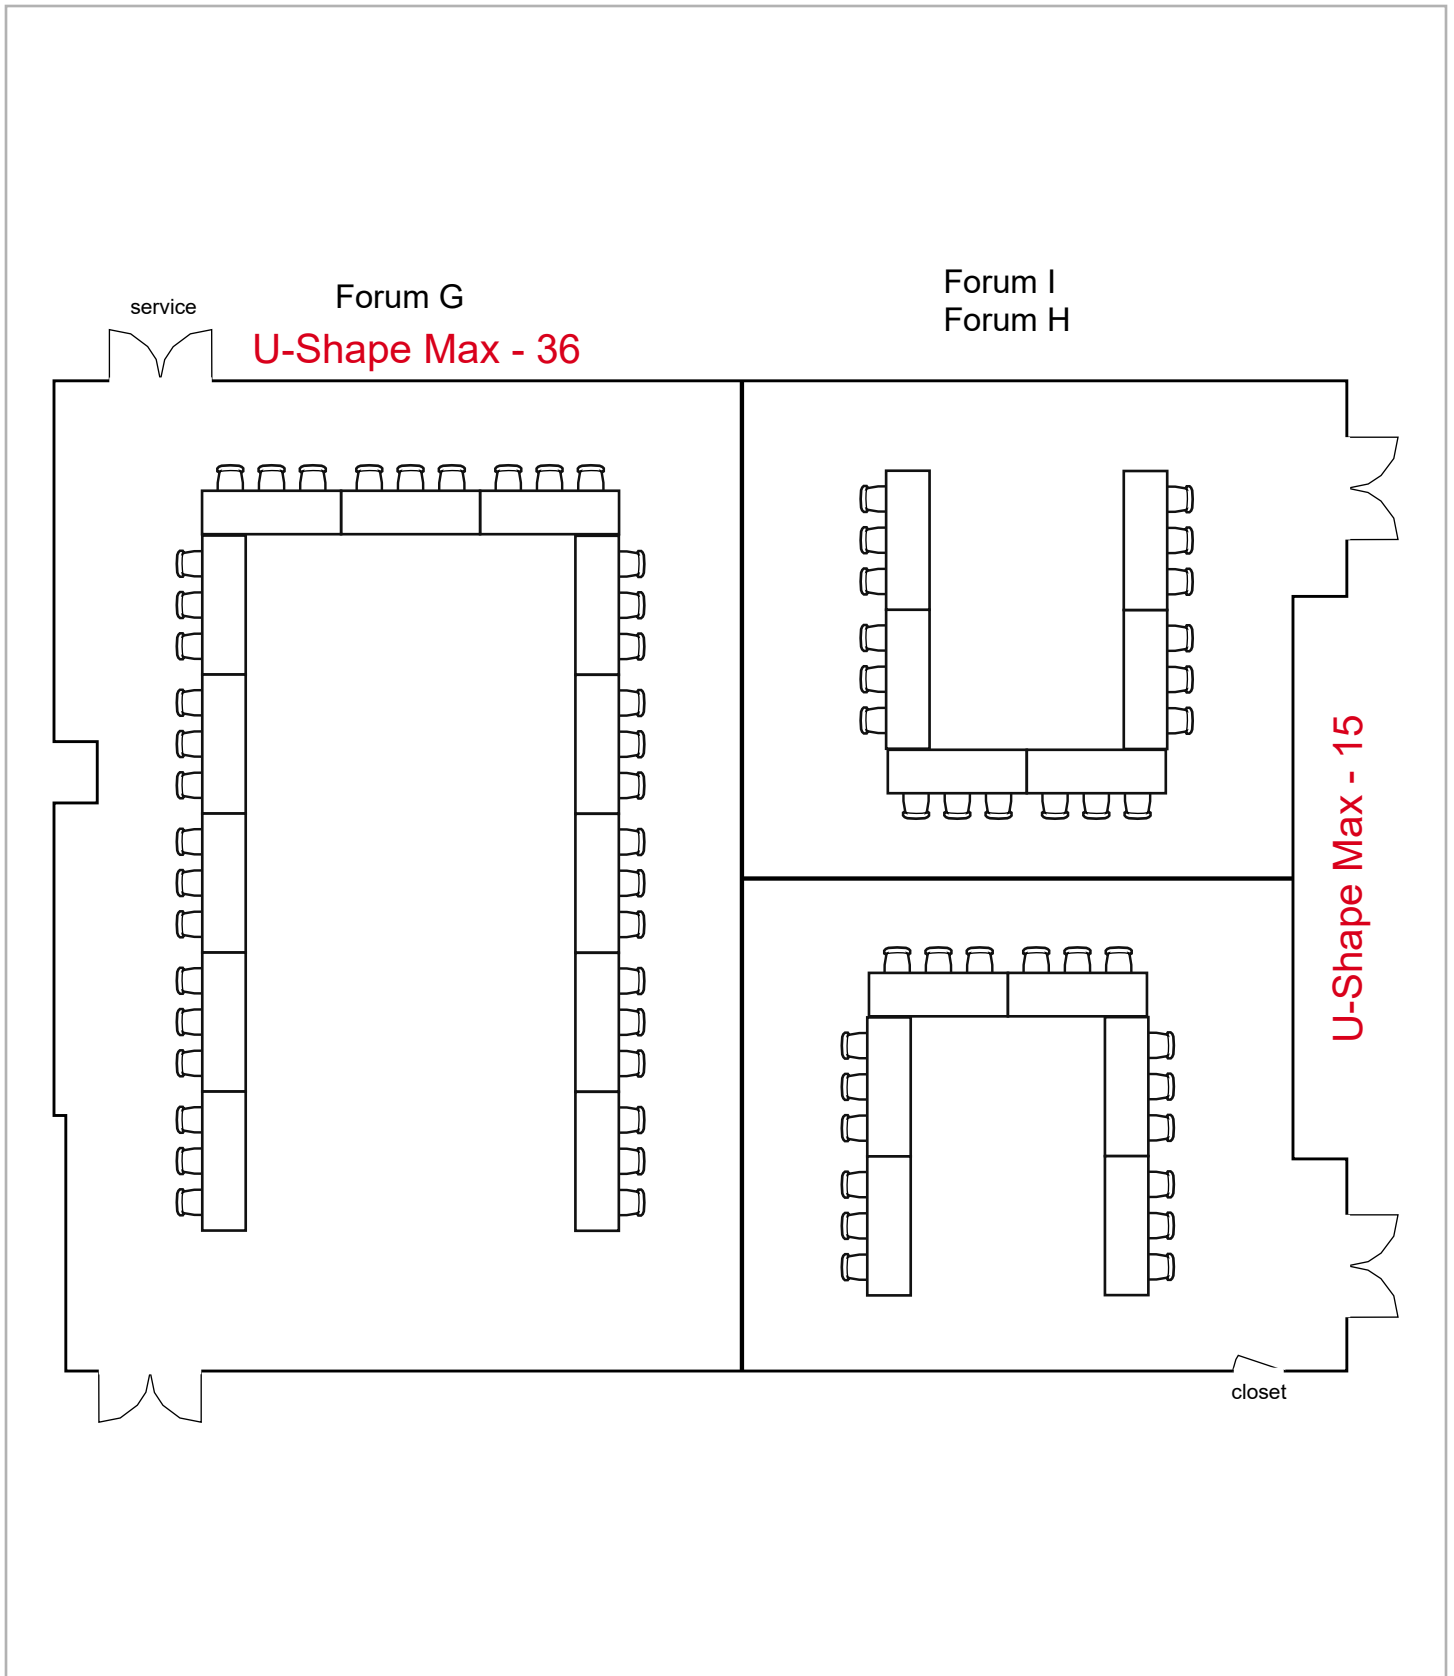 service
Forum G
U-Shape Max - 36
Forum I
Forum H
U-Shape Max - 15
closet